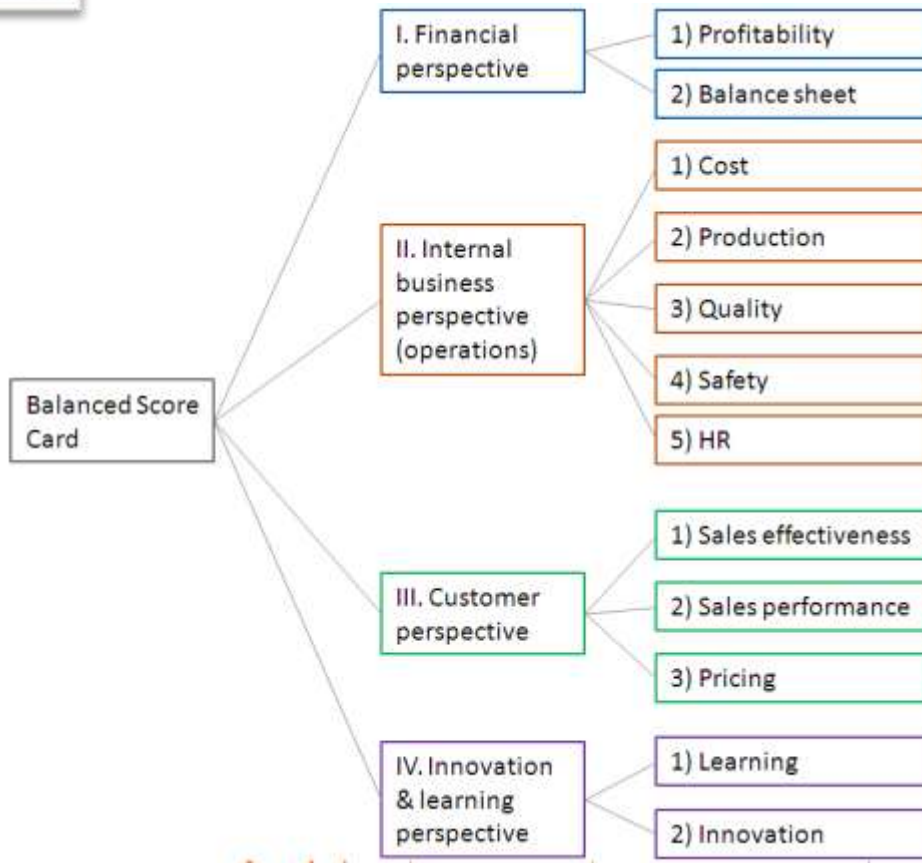 I. Financial
perspective
1) Profitability
2) Balance sheet
II. Internal
business
perspective
(operations)
1) Cost
2) Production
3) Quality
4) Safety
5) HR
Balanced Score
Card
III. Customer
perspective
1) Sales effectiveness
2) Sales performance
3) Pricing
IV. Innovation
& learning
perspective
1) Learning
2) Innovation